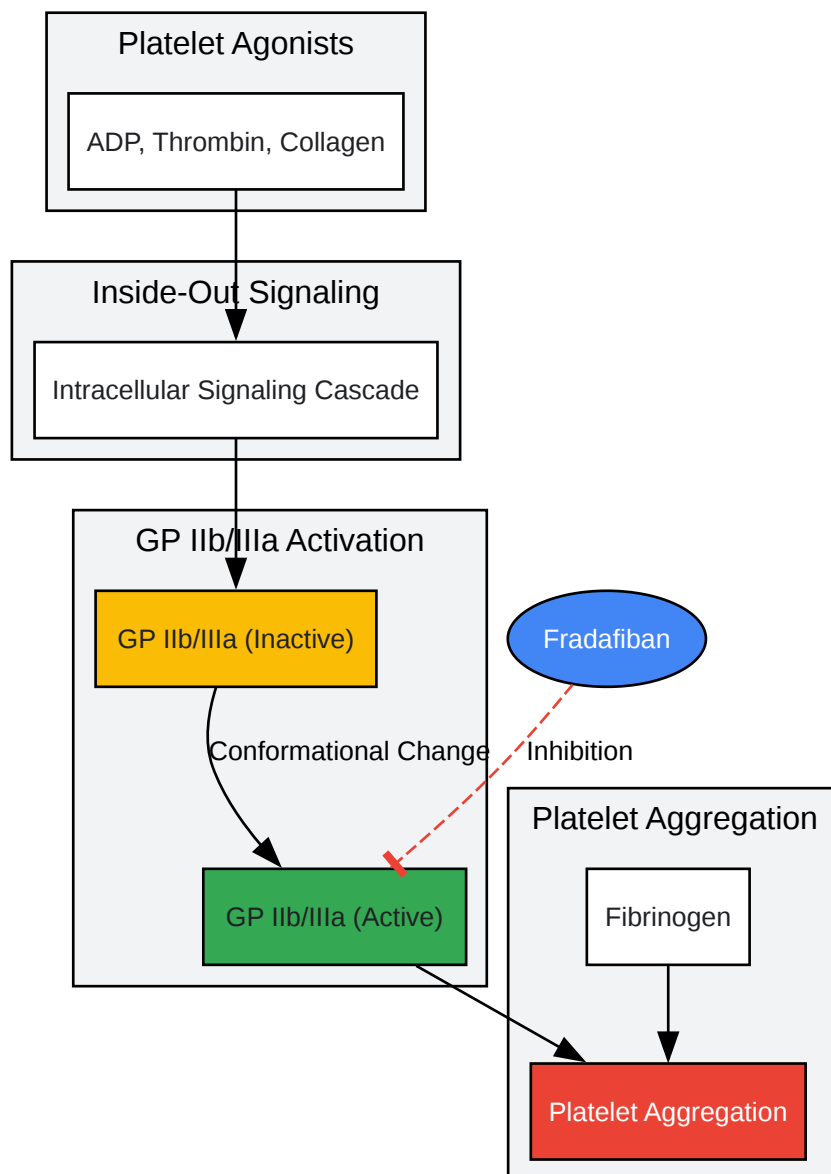 Platelet Agonists
ADP, Thrombin, Collagen
Inside-Out Signaling
Intracellular Signaling Cascade
GP IIb/IIIa Activation
GP IIb/IIIa (Inactive)
Fradafiban
Conformational Change
Inhibition
Platelet Aggregation
GP IIb/IIIa (Active)
Fibrinogen
Platelet Aggregation